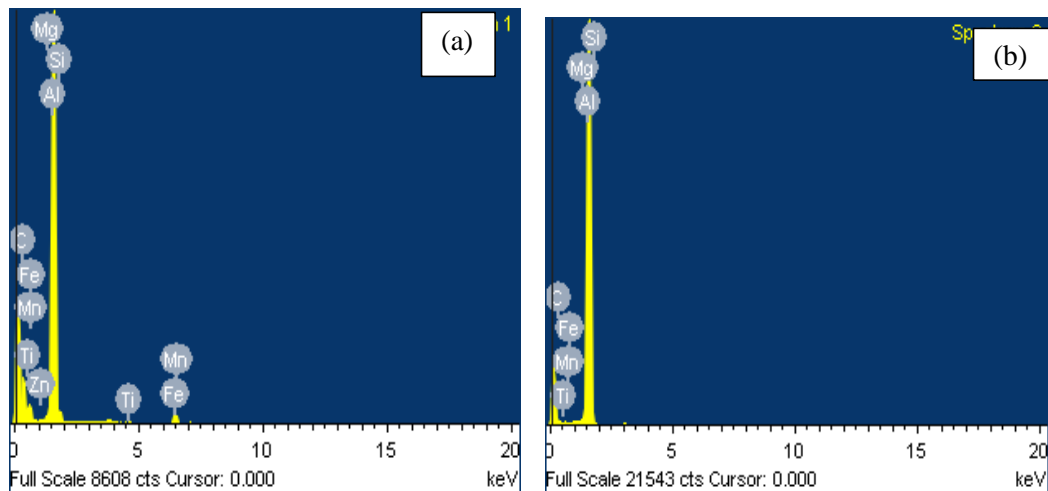 Mg
(a)
1
Si
Al
C
Fe
Mn
Ti
Zn
Mn
Fe
Ti
0 5 10 15 20
Full Scale 8608 cts Cursor: 0.000 keV
Si
(b)
Mg
Al
C
Fe
Mn
Ti
0 5 10 15 20
Full Scale 21543 cts Cursor: 0.000 keV